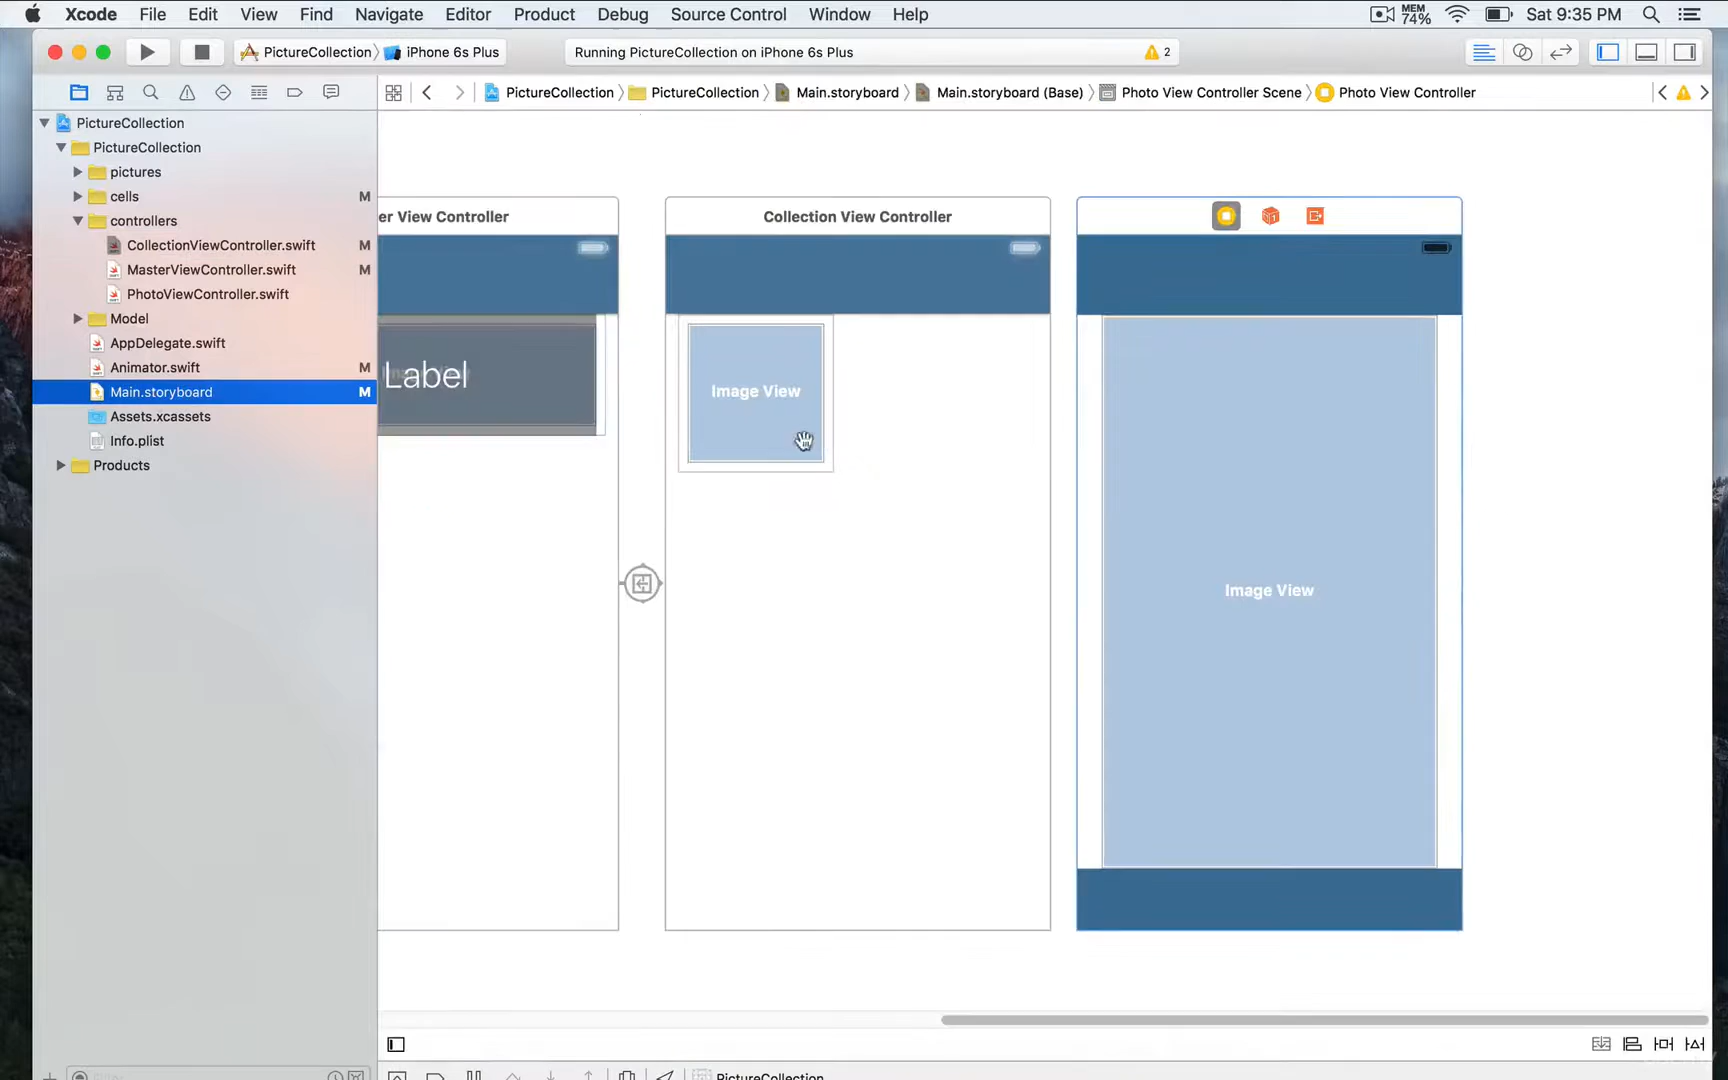 Xcode File Edit View Find Navigate Editor Product Debug Source Control Window Help MEM 74% Sat 9:35 PM
PictureCollection iPhone 6s Plus Running PictureCollection on iPhone 6s Plus 2
PictureCollection PictureCollection Main.storyboard Main.storyboard (Base) Photo View Controller Scene Photo View Controller
PictureCollection
PictureCollection
pictures
cells M
controllers
CollectionViewController.swift M
MasterViewController.swift M
PhotoViewController.swift
Model
AppDelegate.swift
Animator.swift M
Main.storyboard M
Assets.xcassets
Info.plist
Products
er View Controller
Label
Collection View Controller
Image View
Image View
PictureCollection